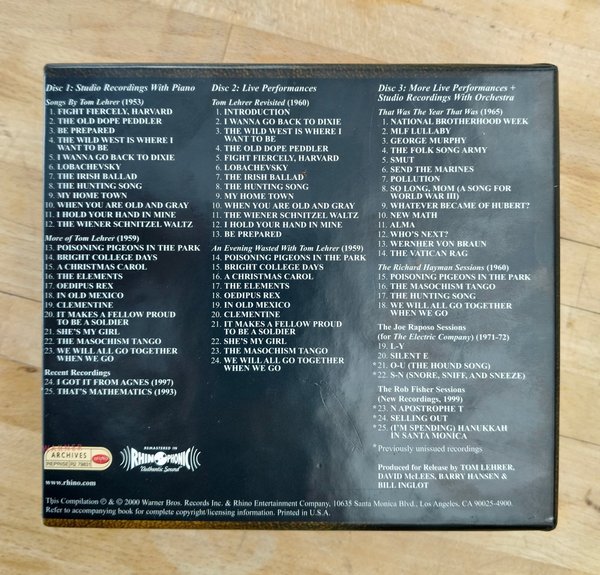 Disc 1: Studio Recordings With Piano
Songs By Tom Lehrer (1953)
1. FIGHT FIERCELY, HARVARD
2. THE OLD DOPE PEDDLER
3. BE PREPARED
4. THE WILD WEST IS WHERE I
WANT TO BE
5. I WANNA GO BACK TO DIXIE
6. LOBACHEVSKY
7. THE IRISH BALLAD
8. THE HUNTING SONG
9. MY HOME TOWN
10. WHEN YOU ARE OLD AND GRAY
11. I HOLD YOUR HAND IN MINE
12. THE WIENER SCHNITZEL WALTZ
More of Tom Lehrer (1959)
13. POISONING PIGEONS IN THE PARK
14. BRIGHT COLLEGE DAYS
15. A CHRISTMAS CAROL
16. THE ELEMENTS
17. OEDIPUS REX
18. IN OLD MEXICO
19. CLEMENTINE
20. IT MAKES A FELLOW PROUD
TO BE A SOLDIER
21. SHE'S MY GIRL
22. THE MASOCHISM TANGO
23. WE WILL ALL GO TOGETHER
WHEN WE GO
Recent Recordings
24. I GOT IT FROM AGNES (1997)
25. THAT'S MATHEMATICS (1993)
Disc 2: Live Performances
Tom Lehrer Revisited (1960)
1. INTRODUCTION
2. I WANNA GO BACK TO DIXIE
3. THE WILD WEST IS WHERE I
WANT TO BE
4. THE OLD DOPE PEDDLER
5. FIGHT FIERCELY, HARVARD
6. LOBACHEVSKY
7. THE IRISH BALLAD
8. THE HUNTING SONG
9. MY HOME TOWN
10. WHEN YOU ARE OLD AND GRAY
11. THE WIENER SCHNITZEL WALTZ
12. I HOLD YOUR HAND IN MINE
13. BE PREPARED
An Evening Wasted With Tom Lehrer (1959)
14. POISONING PIGEONS IN THE PARK
15. BRIGHT COLLEGE DAYS
16. A CHRISTMAS CAROL
17. THE ELEMENTS
18. OEDIPUS REX
19. IN OLD MEXICO
20. CLEMENTINE
21. IT MAKES A FELLOW PROUD
TO BE A SOLDIER
22. SHE'S MY GIRL
23. THE MASOCHISM TANGO
24. WE WILL ALL GO TOGETHER
WHEN WE GO
Disc 3: More Live Performances +
Studio Recordings With Orchestra
That Was The Year That Was (1965)
1. NATIONAL BROTHERHOOD WEEK
2. MLF LULLABY
3. GEORGE MURPHY
4. THE FOLK SONG ARMY
5. SMUT
6. SEND THE MARINES
7. POLLUTION
8. SO LONG, MOM (A SONG FOR
WORLD WAR III)
9. WHATEVER BECAME OF HUBERT?
10. NEW MATH
11. ALMA
12. WHO'S NEXT?
13. WERNHER VON BRAUN
14. THE VATICAN RAG
The Richard Hayman Sessions (1960)
15. POISONING PIGEONS IN THE PARK
16. THE MASOCHISM TANGO
17. THE HUNTING SONG
18. WE WILL ALL GO TOGETHER
WHEN WE GO
The Joe Raposo Sessions
(for The Electric Company) (1971-72)
19. L-Y
20. SILENT E
*21. O-U (THE HOUND SONG)
*22. S-N (SNORE, SNIFF, AND SNEEZE)
The Rob Fisher Sessions
(New Recordings, 1999)
*23. N APOSTROPHE T
*24. SELLING OUT
*25. (I'M SPENDING) HANUKKAH
IN SANTA MONICA
*Previously unissued recordings
Produced for Release by TOM LEHRER,
DAVID McLEES, BARRY HANSEN &
BILL INGLOT
ARCHIVES
REPRISE R2 79831
REMASTERED IN
RHINOPHONIC
Authentic Sound
www.rhino.com
This Compilation ℗ & © 2000 Warner Bros. Records Inc. & Rhino Entertainment Company, 10635 Santa Monica Blvd., Los Angeles, CA 90025-4900.
Refer to accompanying book for complete copyright/licensing information. Printed in U.S.A.